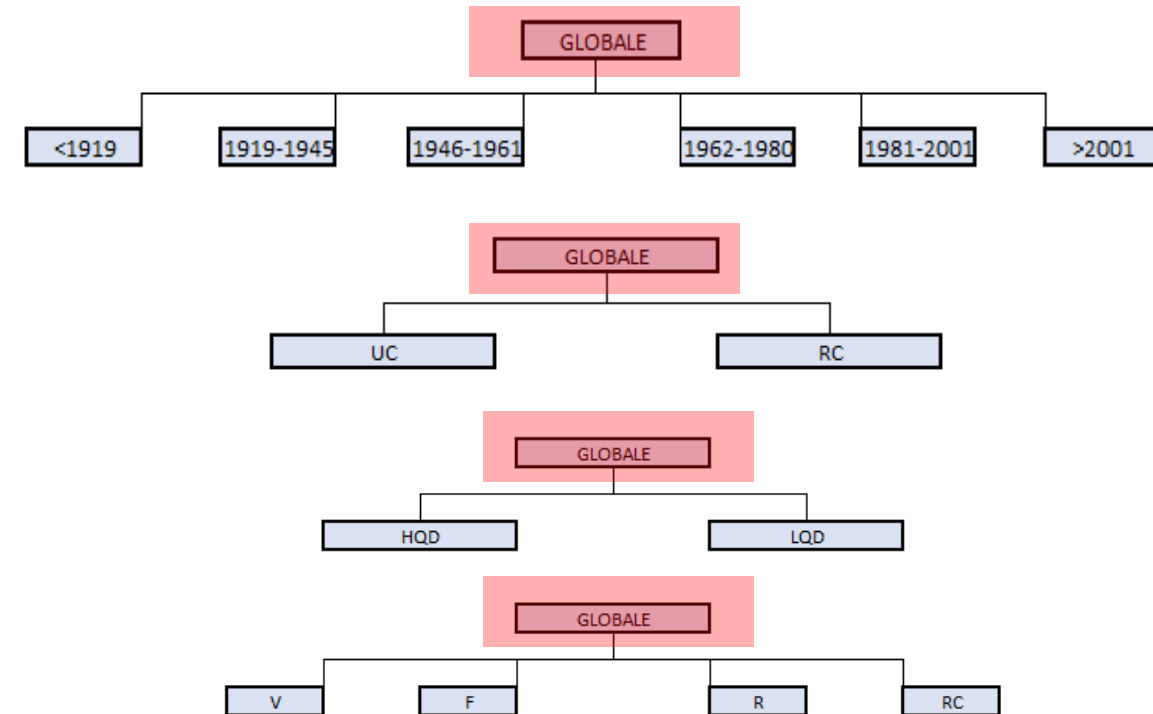 GLOBALE
<1919 1919-1945 1946-1961 1962-1980 1981-2001 >2001
GLOBALE
UC RC
GLOBALE
HQD LQD
GLOBALE
V F R RC